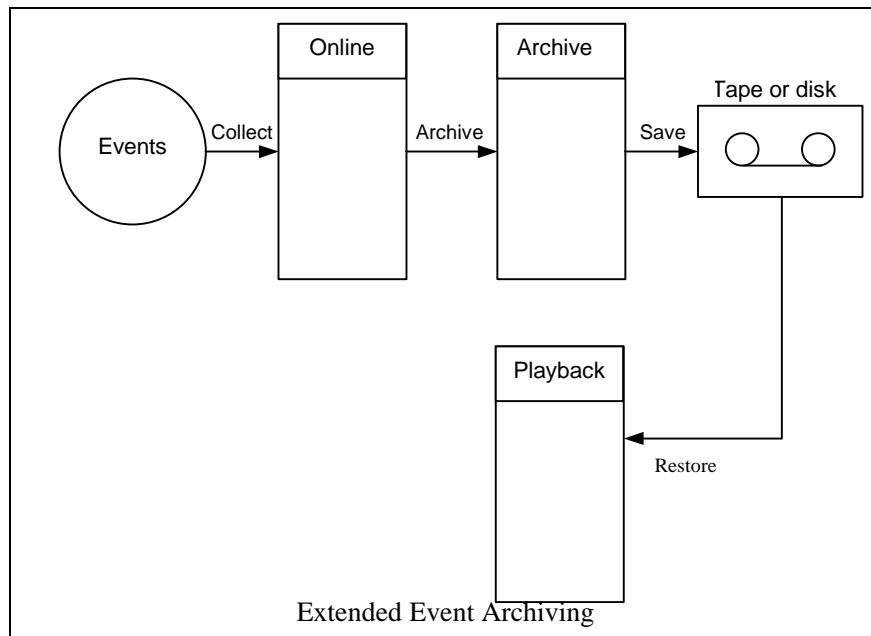 Online
Archive
Tape or disk
Events
Collect
Archive
Save
Playback
Restore
Extended Event Archiving